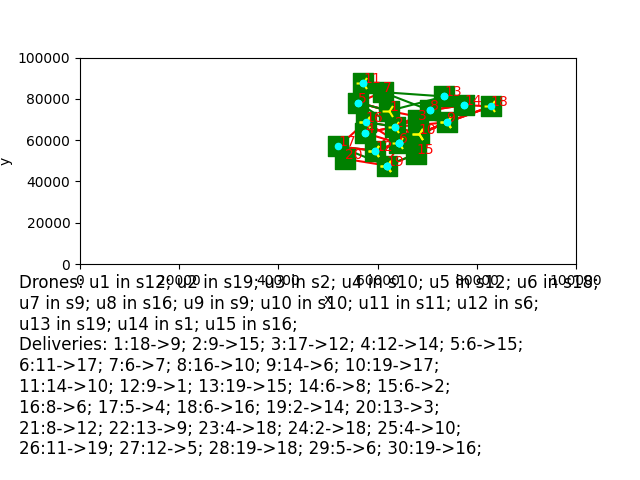 100000
80000
60000
40000
20000
0
y
0 20000 40000 60000 80000 100000
x
Drones: u1 in s12; u2 in s19; u3 in s2; u4 in s10; u5 in s12; u6 in s18;
u7 in s9; u8 in s16; u9 in s9; u10 in s10; u11 in s11; u12 in s6;
u13 in s19; u14 in s1; u15 in s16;
Deliveries: 1:18->9; 2:9->15; 3:17->12; 4:12->14; 5:6->15;
6:11->17; 7:6->7; 8:16->10; 9:14->6; 10:19->17;
11:14->10; 12:9->1; 13:19->15; 14:6->8; 15:6->2;
16:8->6; 17:5->4; 18:6->16; 19:2->14; 20:13->3;
21:8->12; 22:13->9; 23:4->18; 24:2->18; 25:4->10;
26:11->19; 27:12->5; 28:19->18; 29:5->6; 30:19->16;